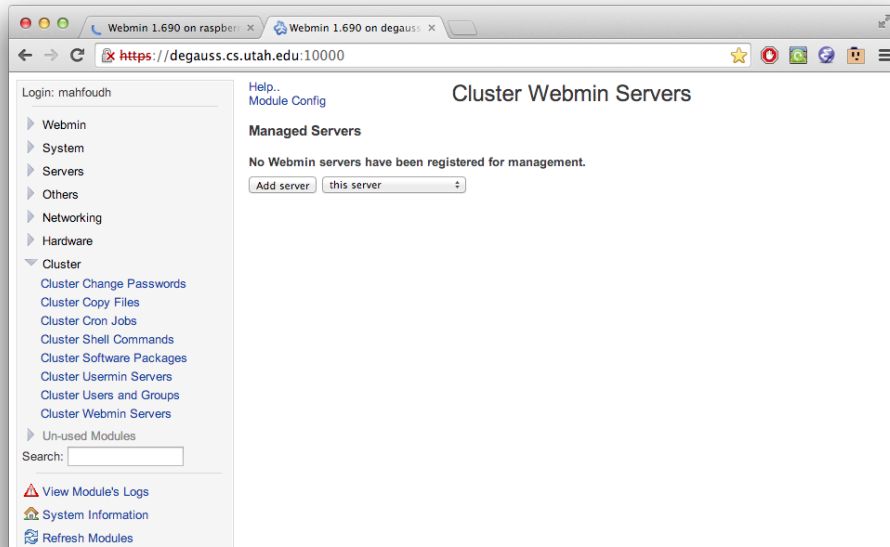 Webmin 1.690 on raspberr
Webmin 1.690 on degauss
https://degauss.cs.utah.edu:10000
Login: mahfoudh
Webmin
System
Servers
Others
Networking
Hardware
Cluster
Cluster Change Passwords
Cluster Copy Files
Cluster Cron Jobs
Cluster Shell Commands
Cluster Software Packages
Cluster Usermin Servers
Cluster Users and Groups
Cluster Webmin Servers
Un-used Modules
Search:
View Module's Logs
System Information
Refresh Modules
Help..
Module Config
Cluster Webmin Servers
Managed Servers
No Webmin servers have been registered for management.
Add server this server